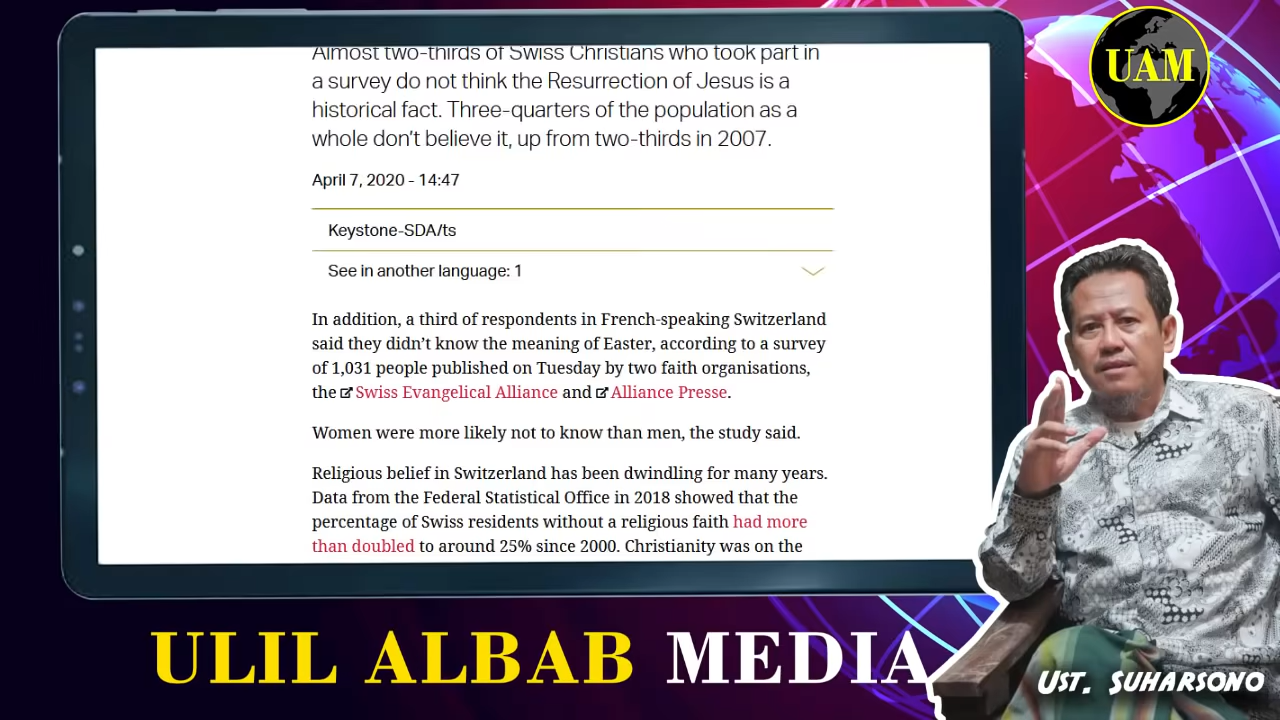 Almost two-thirds of Swiss Christians who took part in
a survey do not think the Resurrection of Jesus is a
historical fact. Three-quarters of the population as a
whole don't believe it, up from two-thirds in 2007.
April 7, 2020 - 14:47
Keystone-SDA/ts
See in another language: 1
In addition, a third of respondents in French-speaking Switzerland
said they didn't know the meaning of Easter, according to a survey
of 1,031 people published on Tuesday by two faith organisations,
the Swiss Evangelical Alliance and Alliance Presse.
Women were more likely not to know than men, the study said.
Religious belief in Switzerland has been dwindling for many years.
Data from the Federal Statistical Office in 2018 showed that the
percentage of Swiss residents without a religious faith had more
than doubled to around 25% since 2000. Christianity was on the
UAM
ULIL ALBAB MEDIA
UST. SUHARSONO